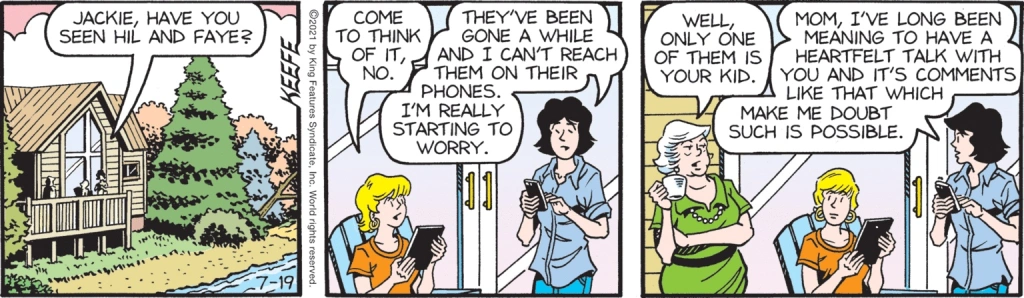 JACKIE, HAVE YOU
SEEN HIL AND FAYE?
KEEFE
7-19
©2021 by King Features Syndicate, Inc. World rights reserved.
COME
TO THINK
OF IT,
NO.
THEY'VE BEEN
GONE A WHILE
AND I CAN'T REACH
THEM ON THEIR
PHONES.
I'M REALLY
STARTING TO
WORRY.
WELL,
ONLY ONE
OF THEM IS
YOUR KID.
MOM, I'VE LONG BEEN
MEANING TO HAVE A
HEARTFELT TALK WITH
YOU AND IT'S COMMENTS
LIKE THAT WHICH
MAKE ME DOUBT
SUCH IS POSSIBLE.